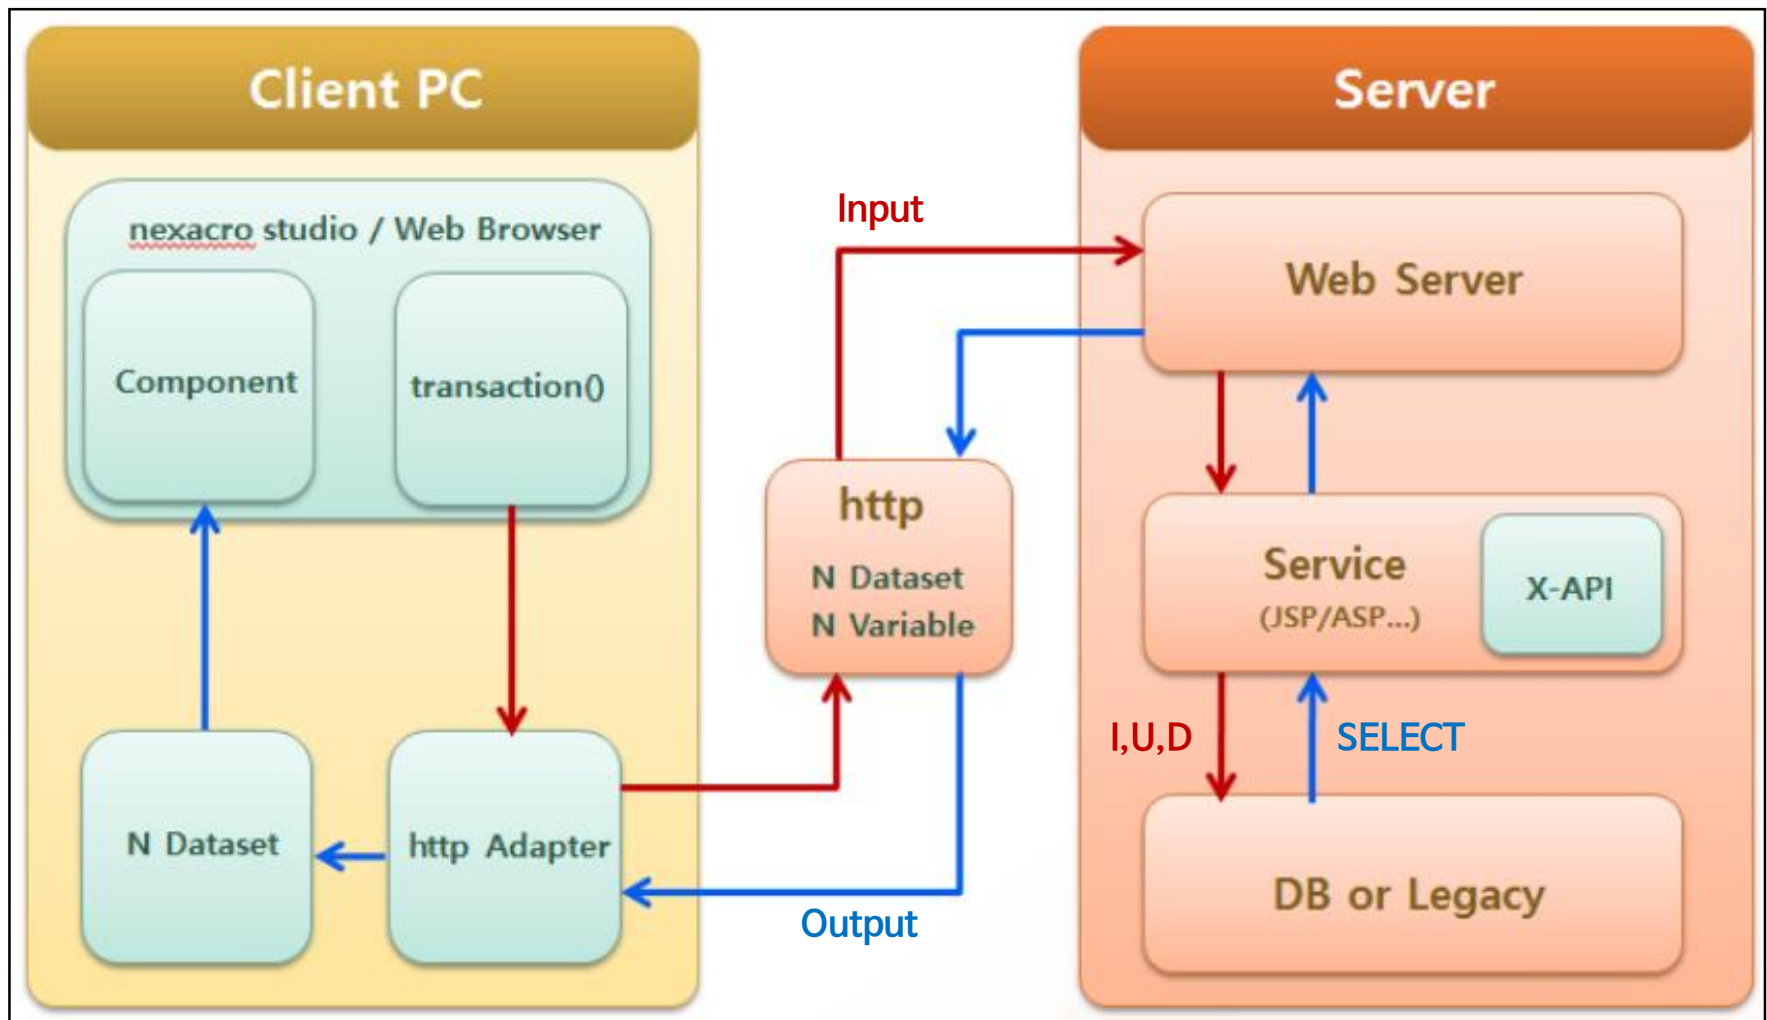 Client PC
nexacro studio / Web Browser
Component
transaction()
N Dataset
http Adapter
Input
http
N Dataset
N Variable
Output
Server
Web Server
Service
(JSP/ASP...)
X-API
I,U,D
SELECT
DB or Legacy